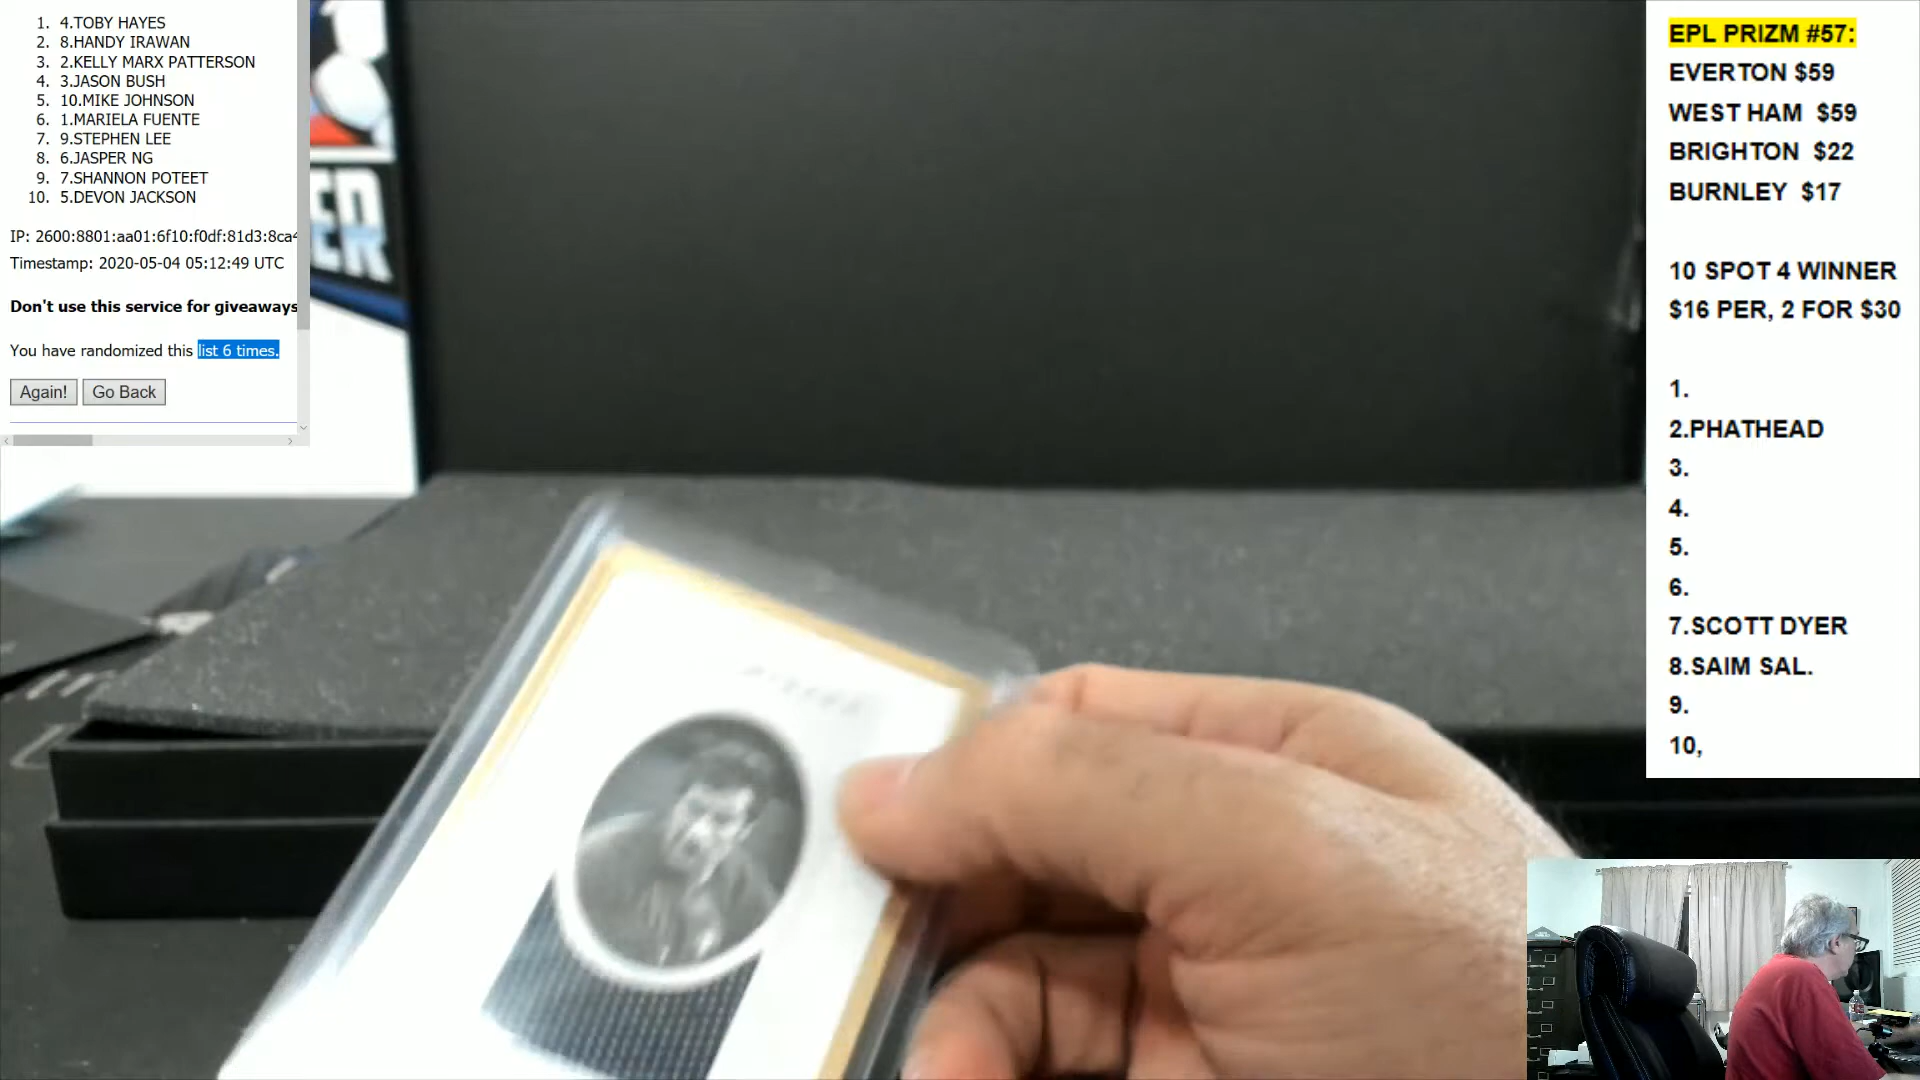 1. 4.TOBY HAYES
2. 8.HANDY IRAWAN
3. 2.KELLY MARX PATTERSON
4. 3.JASON BUSH
5. 10.MIKE JOHNSON
6. 1.MARIELA FUENTE
7. 9.STEPHEN LEE
8. 6.JASPER NG
9. 7.SHANNON POTEET
10. 5.DEVON JACKSON
IP: 2600:8801:aa01:6f10:f0df:81d3:8ca4
Timestamp: 2020-05-04 05:12:49 UTC
Don't use this service for giveaways
You have randomized this list 6 times.
Again! Go Back
EPL PRIZM #57:
EVERTON $59
WEST HAM $59
BRIGHTON $22
BURNLEY $17
10 SPOT 4 WINNER
$16 PER, 2 FOR $30
1.
2.PHATHEAD
3.
4.
5.
6.
7.SCOTT DYER
8.SAIM SAL.
9.
10,